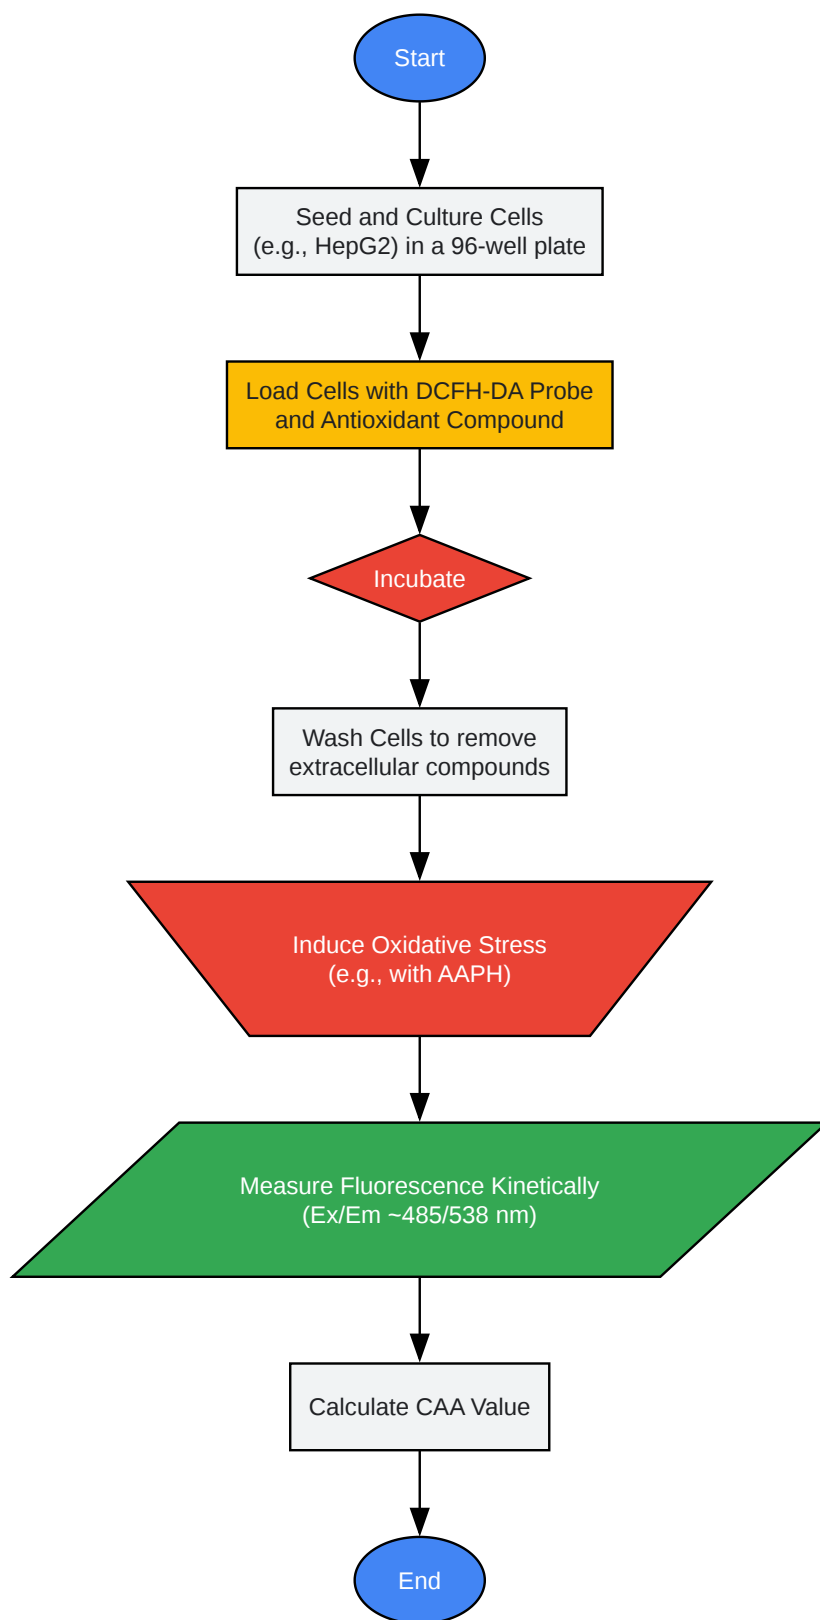 Start
Seed and Culture Cells
(e.g., HepG2) in a 96-well plate
Load Cells with DCFH-DA Probe
and Antioxidant Compound
Incubate
Wash Cells to remove
extracellular compounds
Induce Oxidative Stress
(e.g., with AAPH)
Measure Fluorescence Kinetically
(Ex/Em ~485/538 nm)
Calculate CAA Value
End